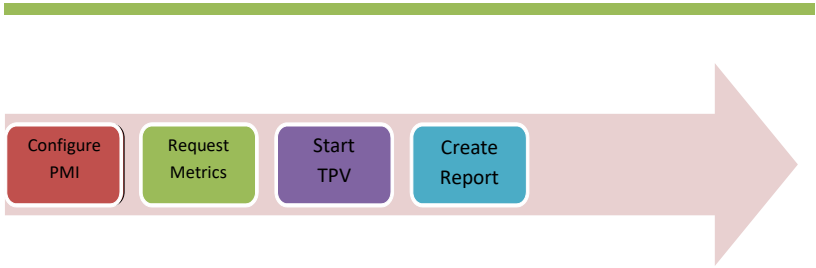 Configure
PMI
Request
Metrics
Start
TPV
Create
Report